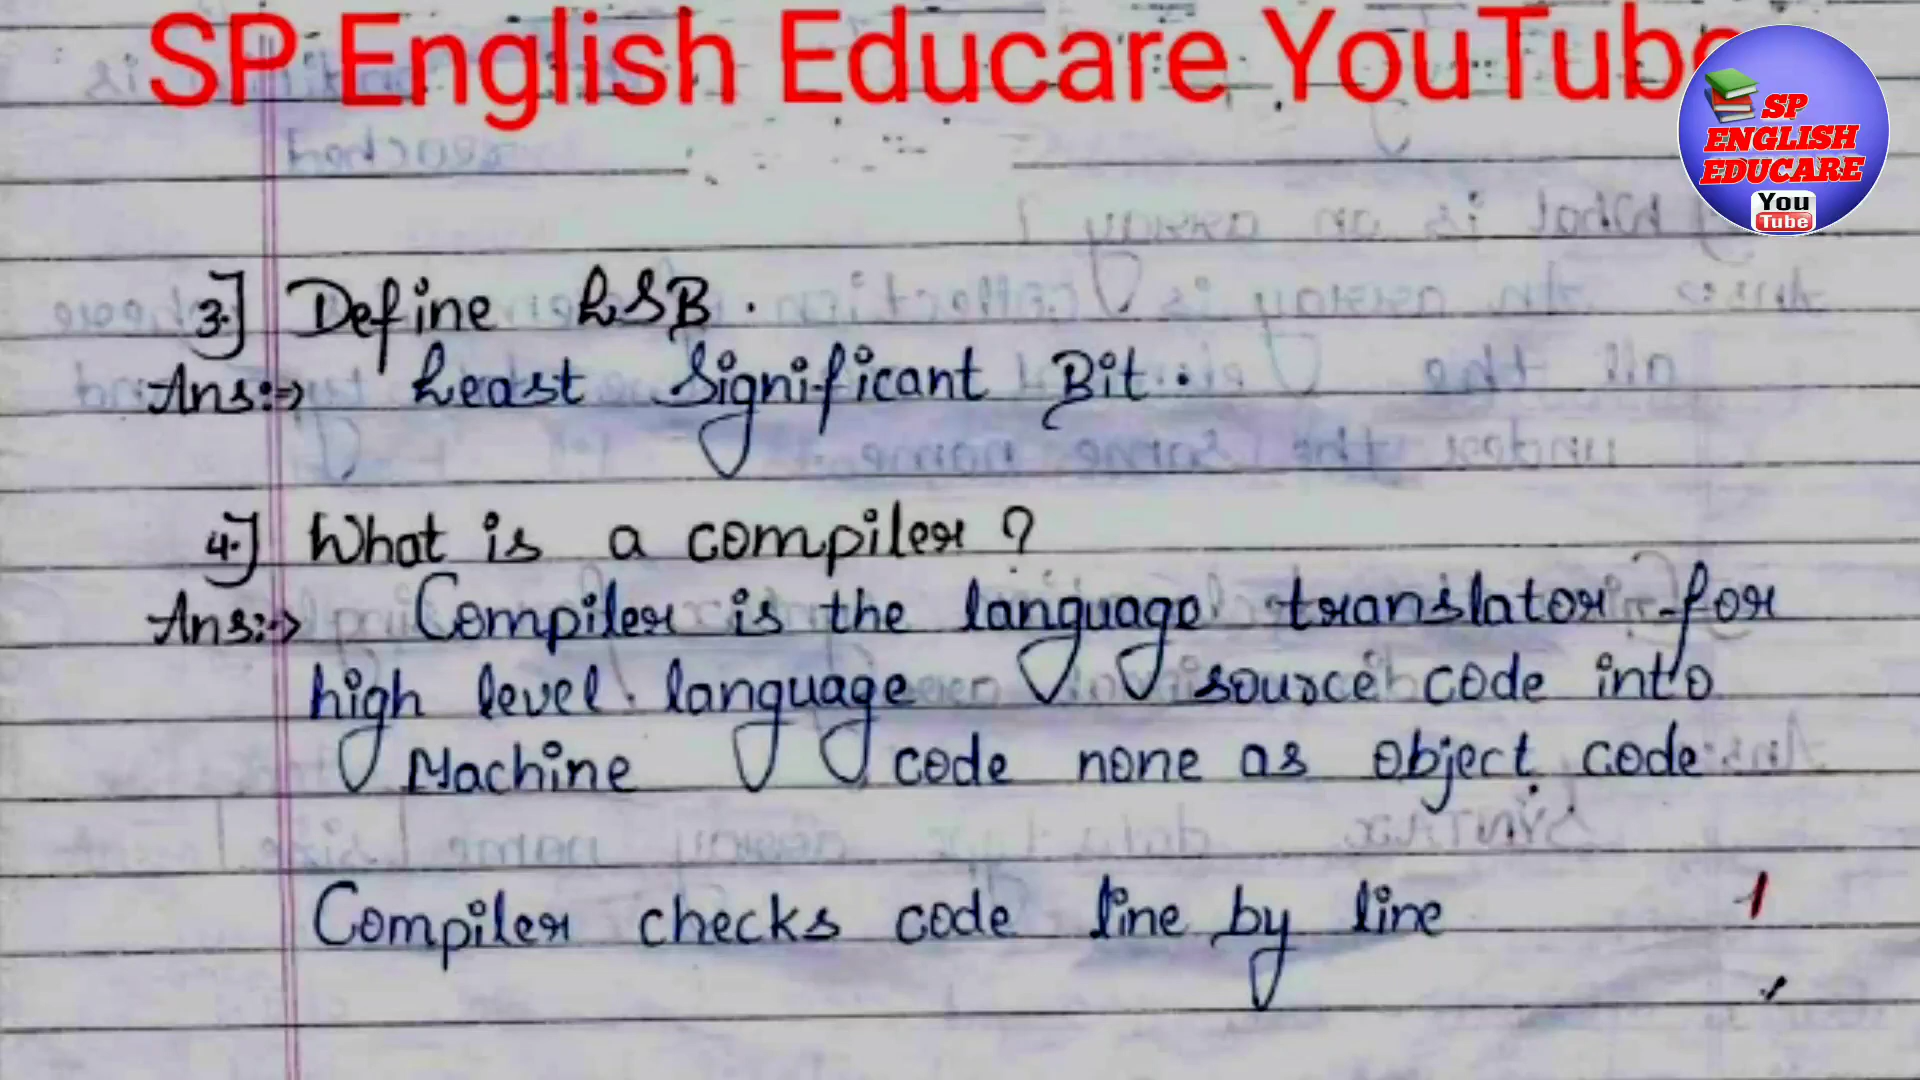 SP English Educare YouTube
SP
ENGLISH
EDUCARE
You
Tube
3.] Define LSB.
Ans:→ Least Significant Bit.
4.] What is a compiler?
Ans:→ Compiler is the language translator for
high level language source code into
Machine code none as object code
Compiler checks code line by line
1